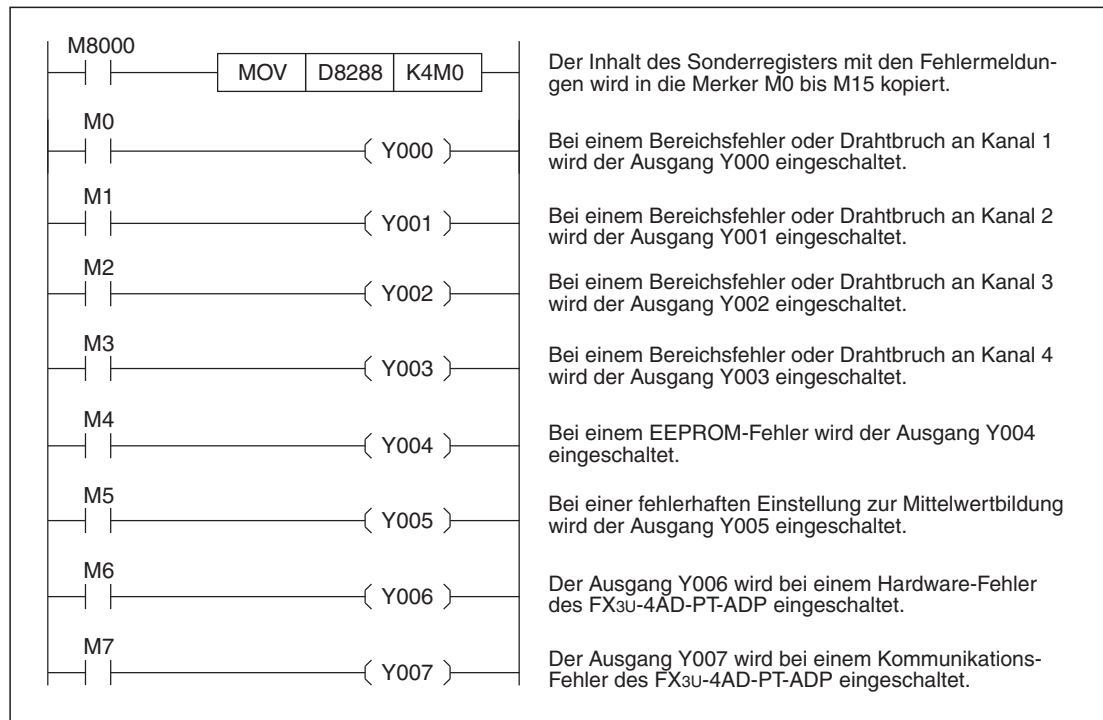 M8000
MOV D8288 K4M0
Der Inhalt des Sonderregisters mit den Fehlermeldun-
gen wird in die Merker M0 bis M15 kopiert.
M0
Y000
Bei einem Bereichsfehler oder Drahtbruch an Kanal 1
wird der Ausgang Y000 eingeschaltet.
M1
Y001
Bei einem Bereichsfehler oder Drahtbruch an Kanal 2
wird der Ausgang Y001 eingeschaltet.
M2
Y002
Bei einem Bereichsfehler oder Drahtbruch an Kanal 3
wird der Ausgang Y002 eingeschaltet.
M3
Y003
Bei einem Bereichsfehler oder Drahtbruch an Kanal 4
wird der Ausgang Y003 eingeschaltet.
M4
Y004
Bei einem EEPROM-Fehler wird der Ausgang Y004
eingeschaltet.
M5
Y005
Bei einer fehlerhaften Einstellung zur Mittelwertbildung
wird der Ausgang Y005 eingeschaltet.
M6
Y006
Der Ausgang Y006 wird bei einem Hardware-Fehler
des FX3U-4AD-PT-ADP eingeschaltet.
M7
Y007
Der Ausgang Y007 wird bei einem Kommunikations-
Fehler des FX3U-4AD-PT-ADP eingeschaltet.